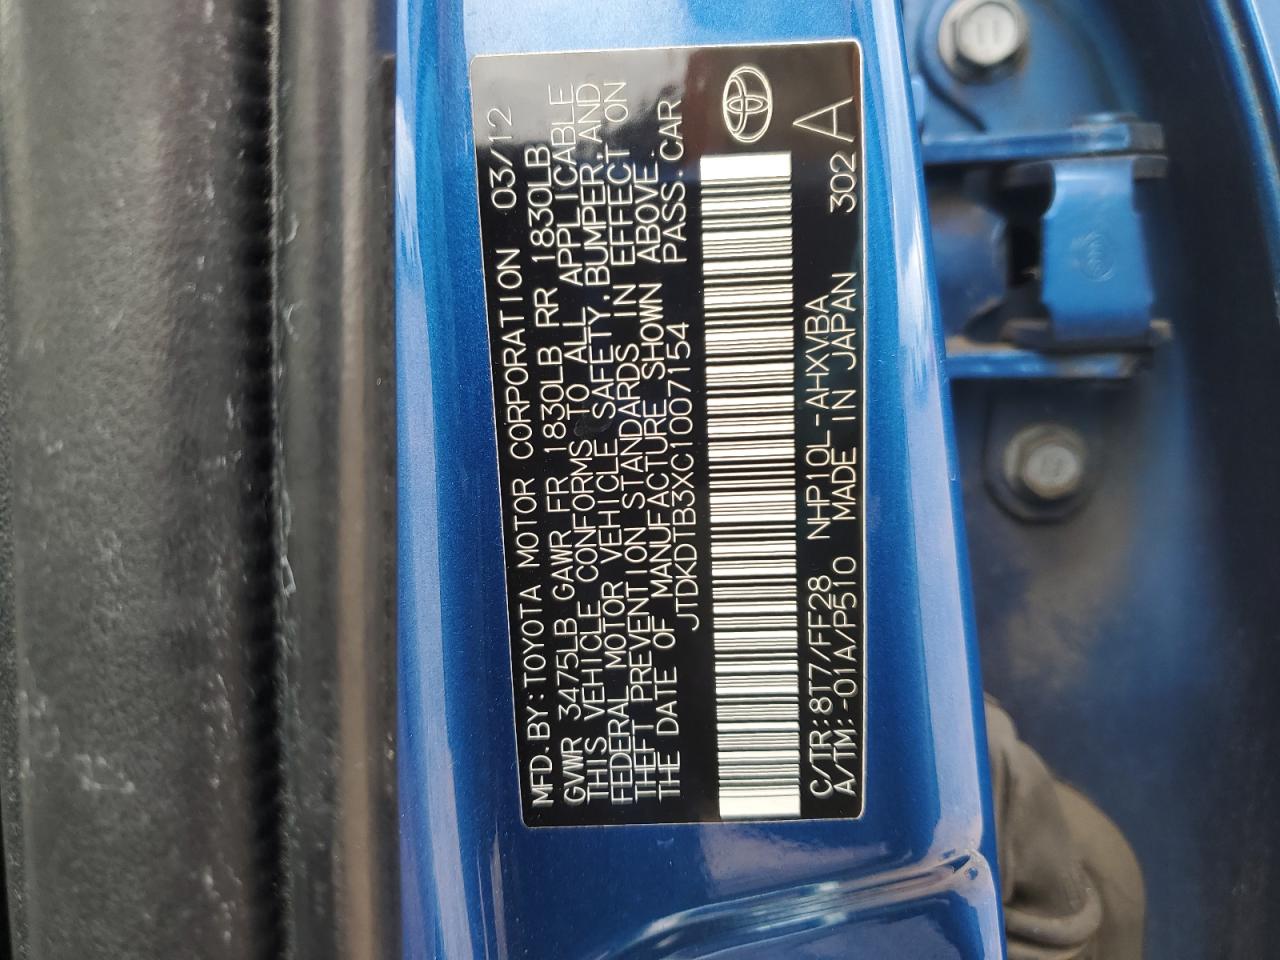 MFD.BY:TOYOTA MOTOR CORPORATION 03/12
GVWR 3475LB GAWR FR 1830LB RR 1830LB
THIS VEHICLE CONFORMS TO ALL APPLICABLE
FEDERAL MOTOR VEHICLE SAFETY,BUMPER,AND
THEFT PREVENTION STANDARDS IN EFFECT ON
THE DATE OF MANUFACTURE SHOWN ABOVE.
JTDKDTB3XC1007154 PASS.CAR
C/TR:8T7/FF28 NHP10L-AHXVBA 302 A
A/TM:-01A/P510 MADE IN JAPAN